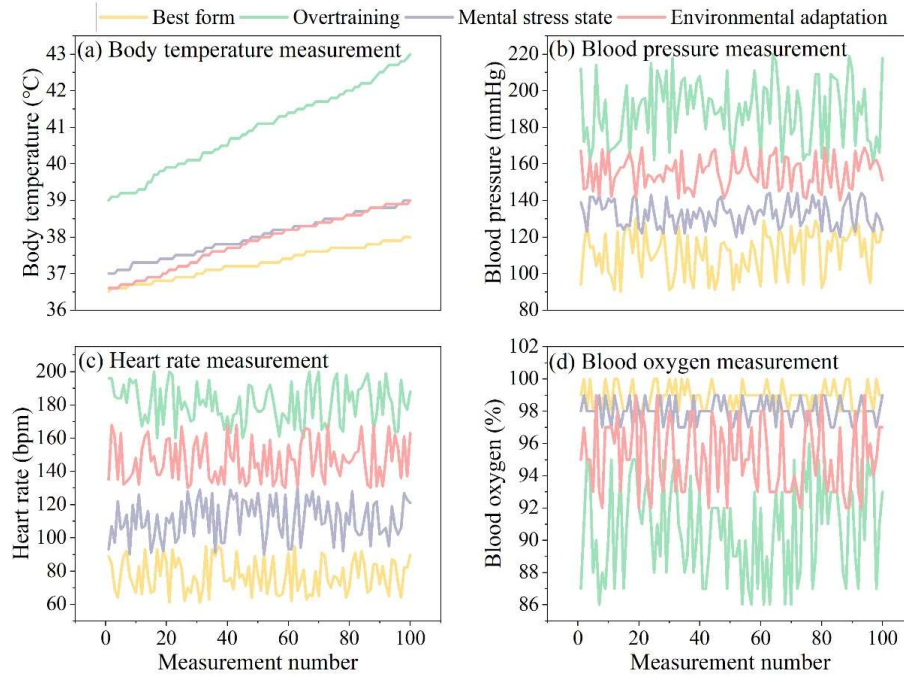 Best form Overtraining Mental stress state Environmental adaptation
(a) Body temperature measurement
43
42
41
40
39
38
37
36
Body temperature (°C)
(b) Blood pressure measurement
220
200
180
160
140
120
100
80
Blood pressure (mmHg)
(c) Heart rate measurement
200
180
160
140
120
100
80
60
Heart rate (bpm)
0 20 40 60 80 100
Measurement number
(d) Blood oxygen measurement
102
100
98
96
94
92
90
88
86
Blood oxygen (%)
0 20 40 60 80 100
Measurement number